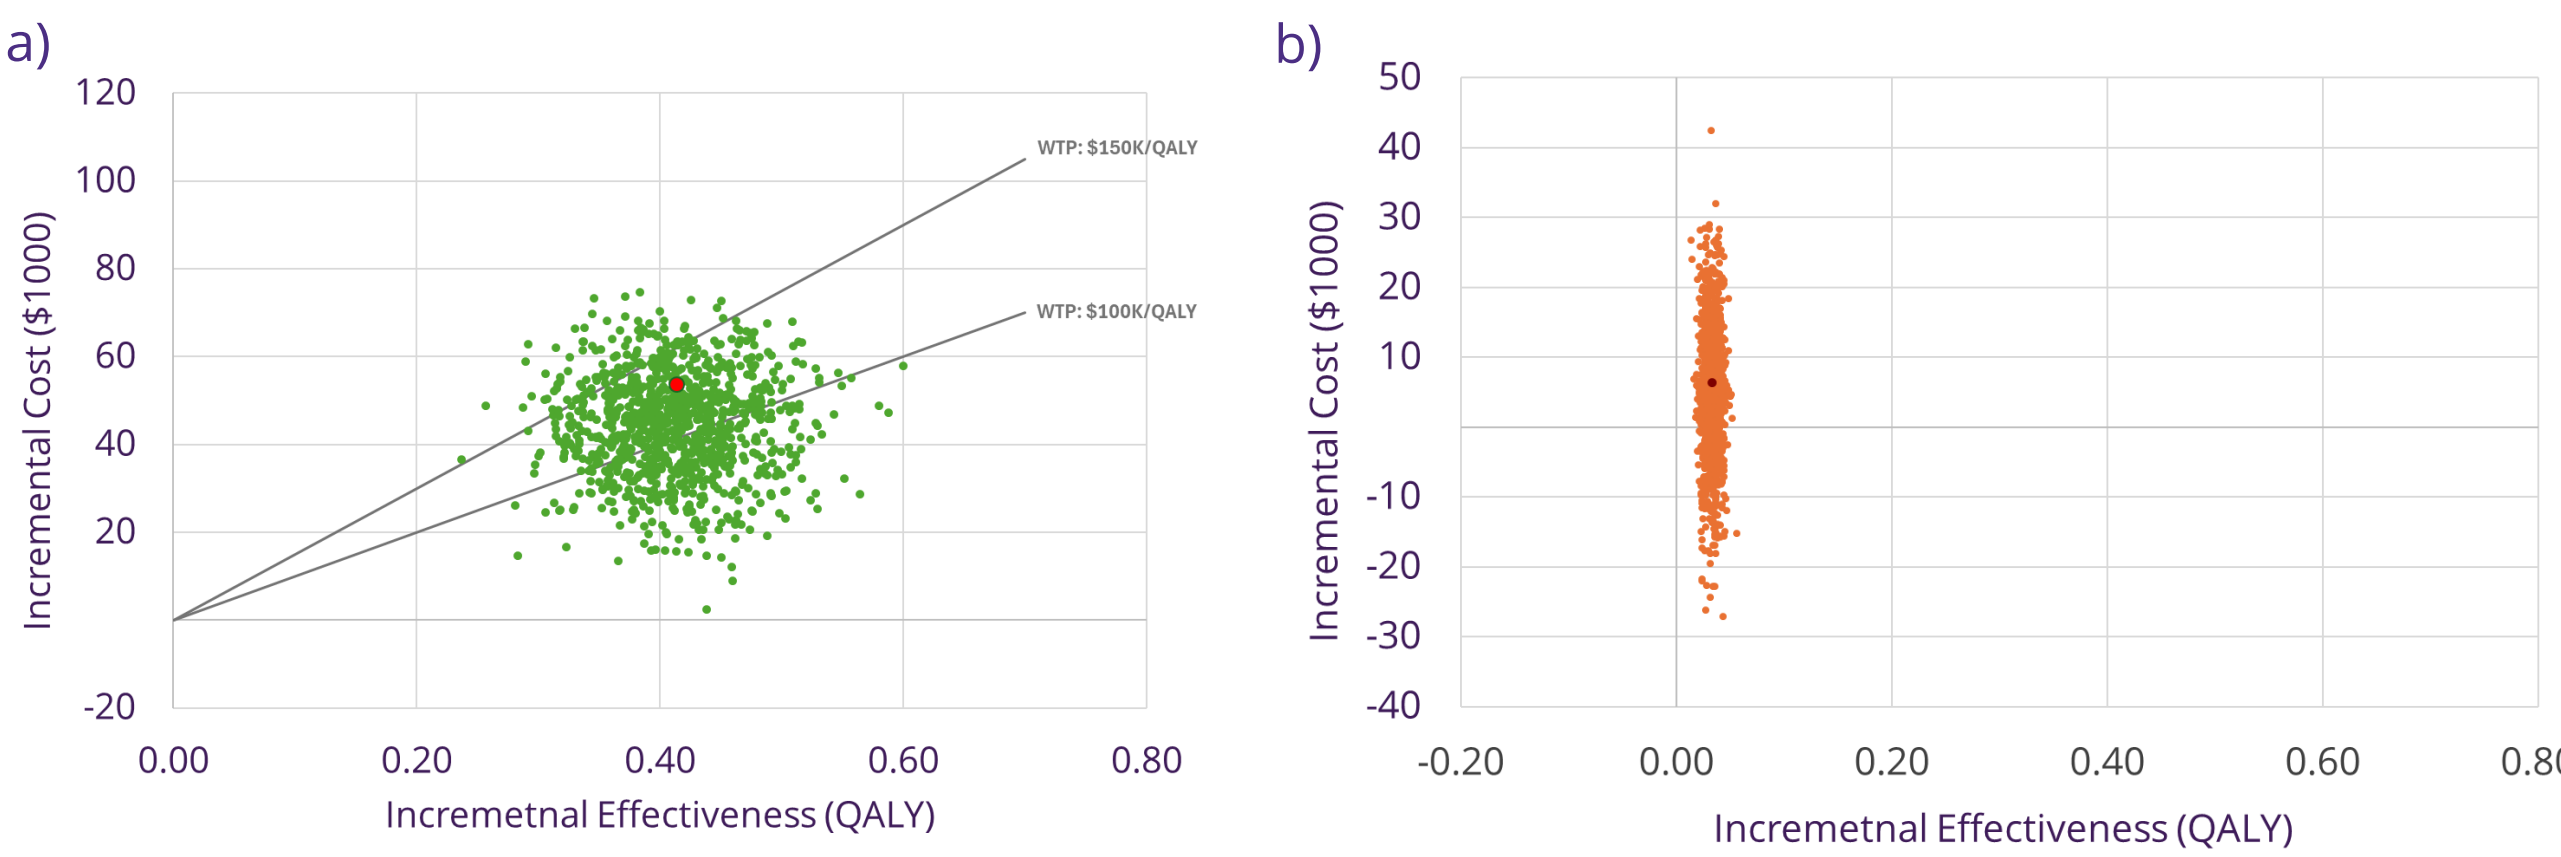 a)
120
100
80
60
40
20
-20
0.00 0.20 0.40 0.60 0.80
Incremental Cost ($1000)
Incremetnal Effectiveness (QALY)
WTP: $150K/QALY
WTP: $100K/QALY
b)
50
40
30
20
10
-10
-20
-30
-40
-0.20 0.00 0.20 0.40 0.60 0.80
Incremental Cost ($1000)
Incremetnal Effectiveness (QALY)